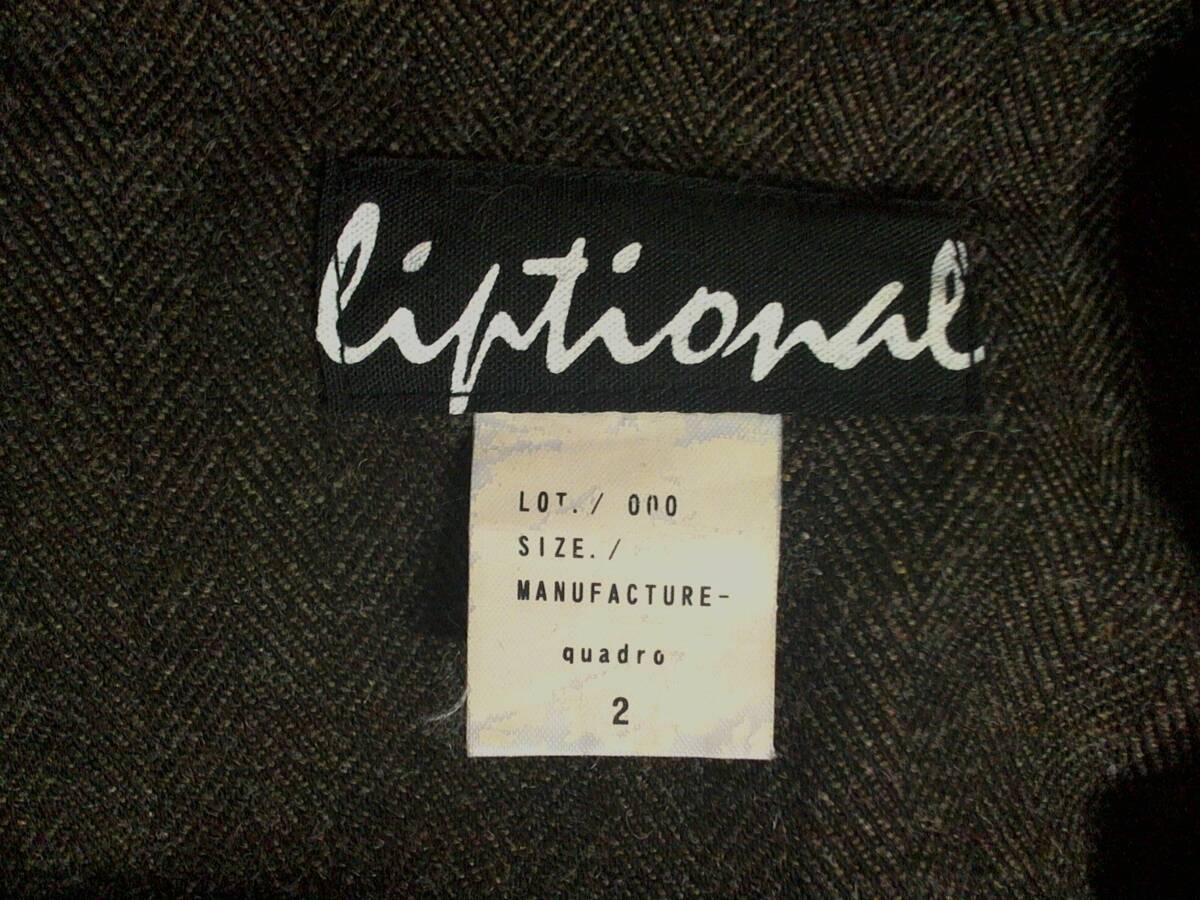 liptional
LOT./ 000
SIZE./
MANUFACTURE-
quadro
2